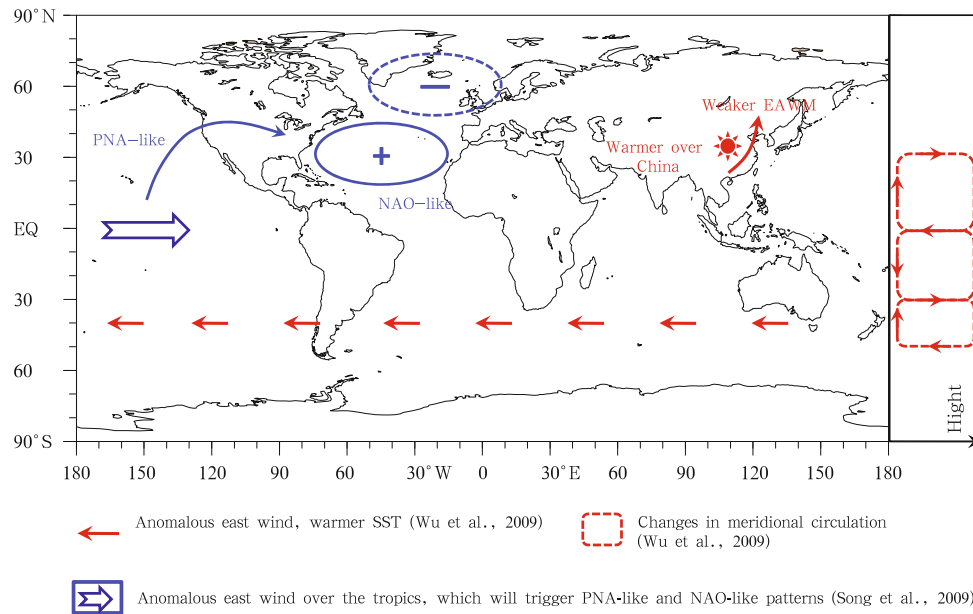 90°N
60
30
EQ
30
60
90°S
180
150
120
90
60
30°W
0
30°E
60
90
120
150
180
PNA-like
NAO-like
+
−
Weaker EAWM
Warmer over
China
Hight
Anomalous east wind, warmer SST (Wu et al., 2009)
Changes in meridional circulation
(Wu et al., 2009)
Anomalous east wind over the tropics, which will trigger PNA-like and NAO-like patterns (Song et al., 2009)